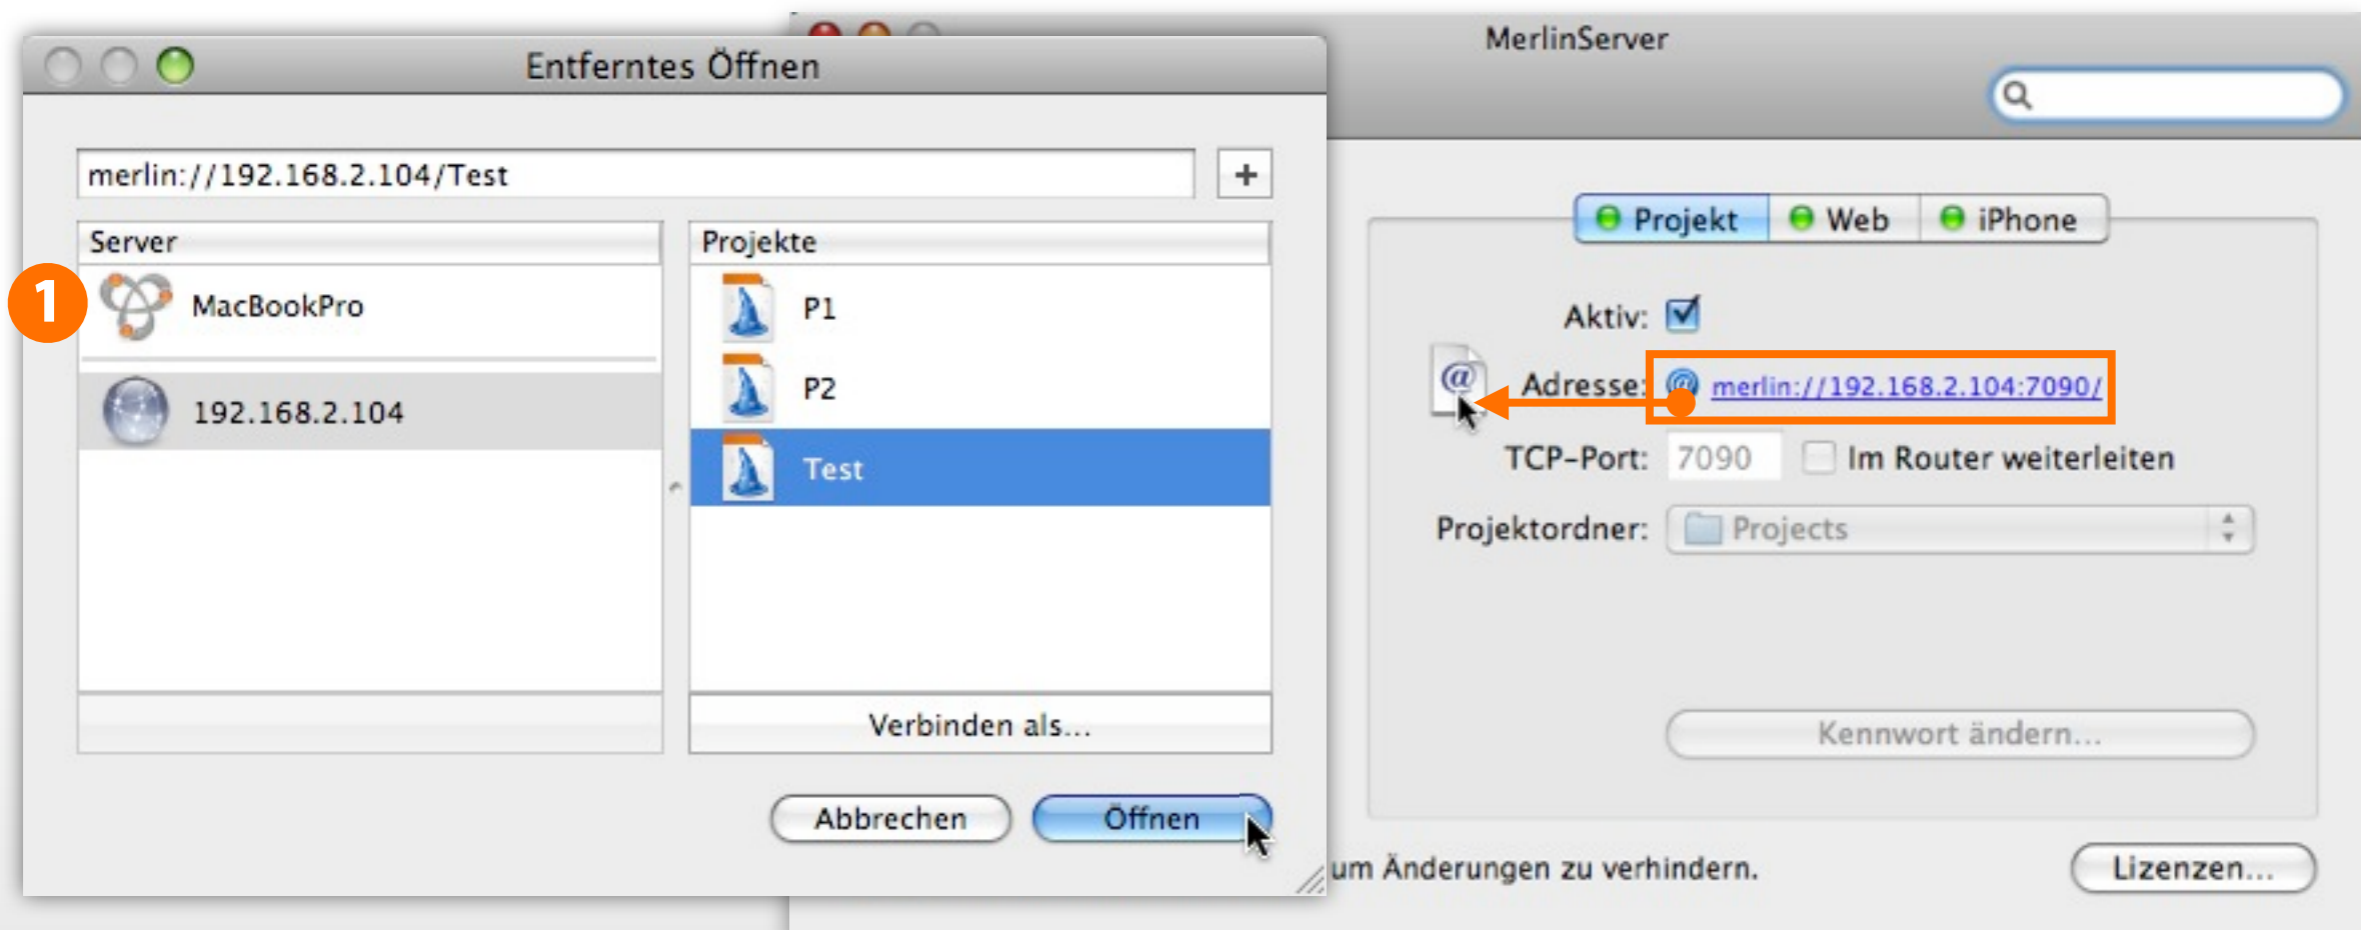 MerlinServer
Entferntes Öffnen
merlin://192.168.2.104/Test
+
Server
Projekte
1
MacBookPro
192.168.2.104
P1
P2
Test
Verbinden als...
Abbrechen
Öffnen
Projekt
Web
iPhone
Aktiv:
@
Adresse:
@ merlin://192.168.2.104:7090/
TCP-Port: 7090
Im Router weiterleiten
Projektordner: Projects
Kennwort ändern...
um Änderungen zu verhindern.
Lizenzen...